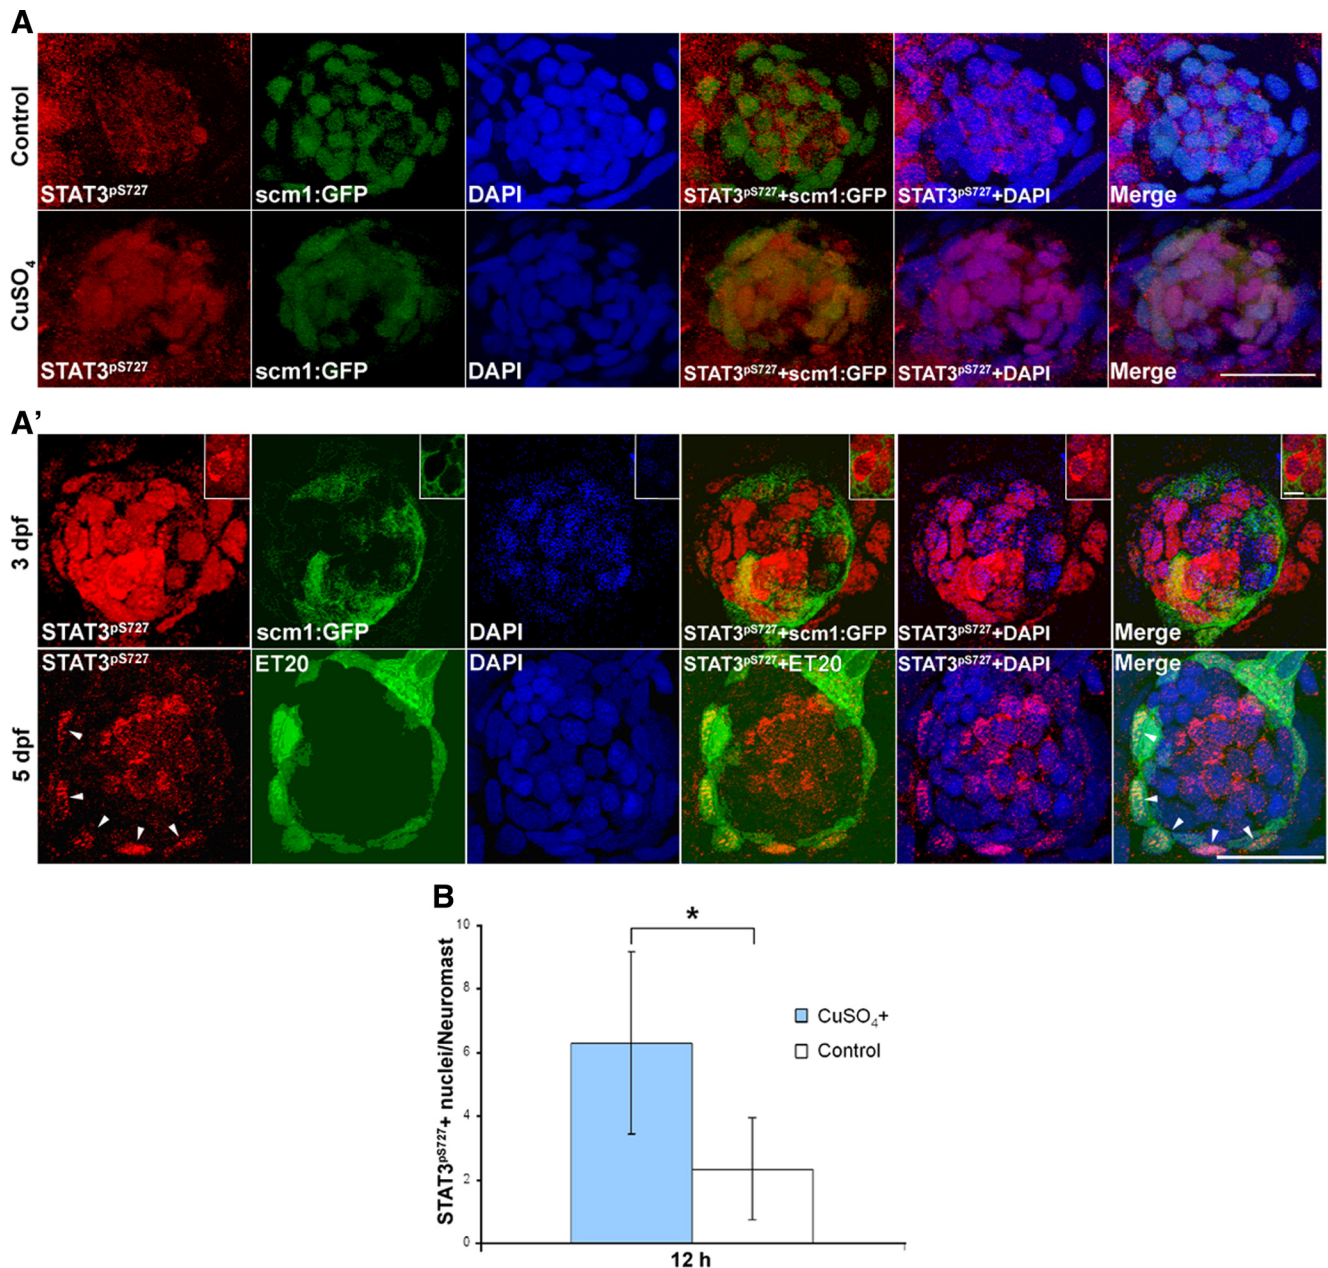 A
Control
STAT3pS727
scm1:GFP
DAPI
STAT3pS727+scm1:GFP
STAT3pS727+DAPI
Merge
CuSO4
STAT3pS727
scm1:GFP
DAPI
STAT3pS727+scm1:GFP
STAT3pS727+DAPI
Merge
A’
3 dpf
STAT3pS727
scm1:GFP
DAPI
STAT3pS727+scm1:GFP
STAT3pS727+DAPI
Merge
5 dpf
STAT3pS727
ET20
DAPI
STAT3pS727+ET20
STAT3pS727+DAPI
Merge
B
STAT3pS727+ nuclei/Neuromast
10
8
6
4
2
0
*
CuSO4+
Control
12 h